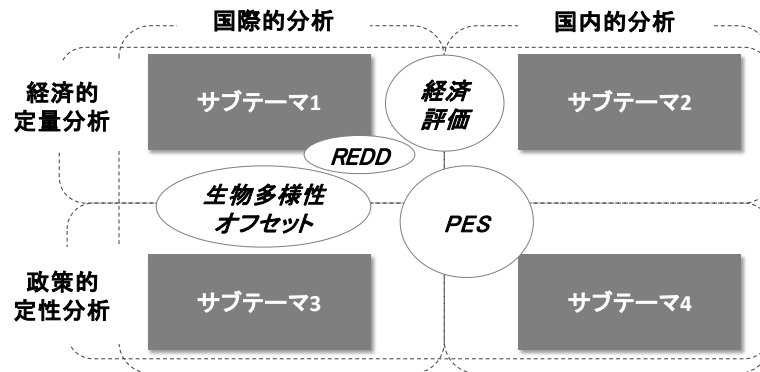 国際的分析
国内的分析
経済的
定量分析
サブテーマ1
経済
評価
サブテーマ2
REDD
生物多様性
オフセット
PES
政策的
定性分析
サブテーマ3
サブテーマ4